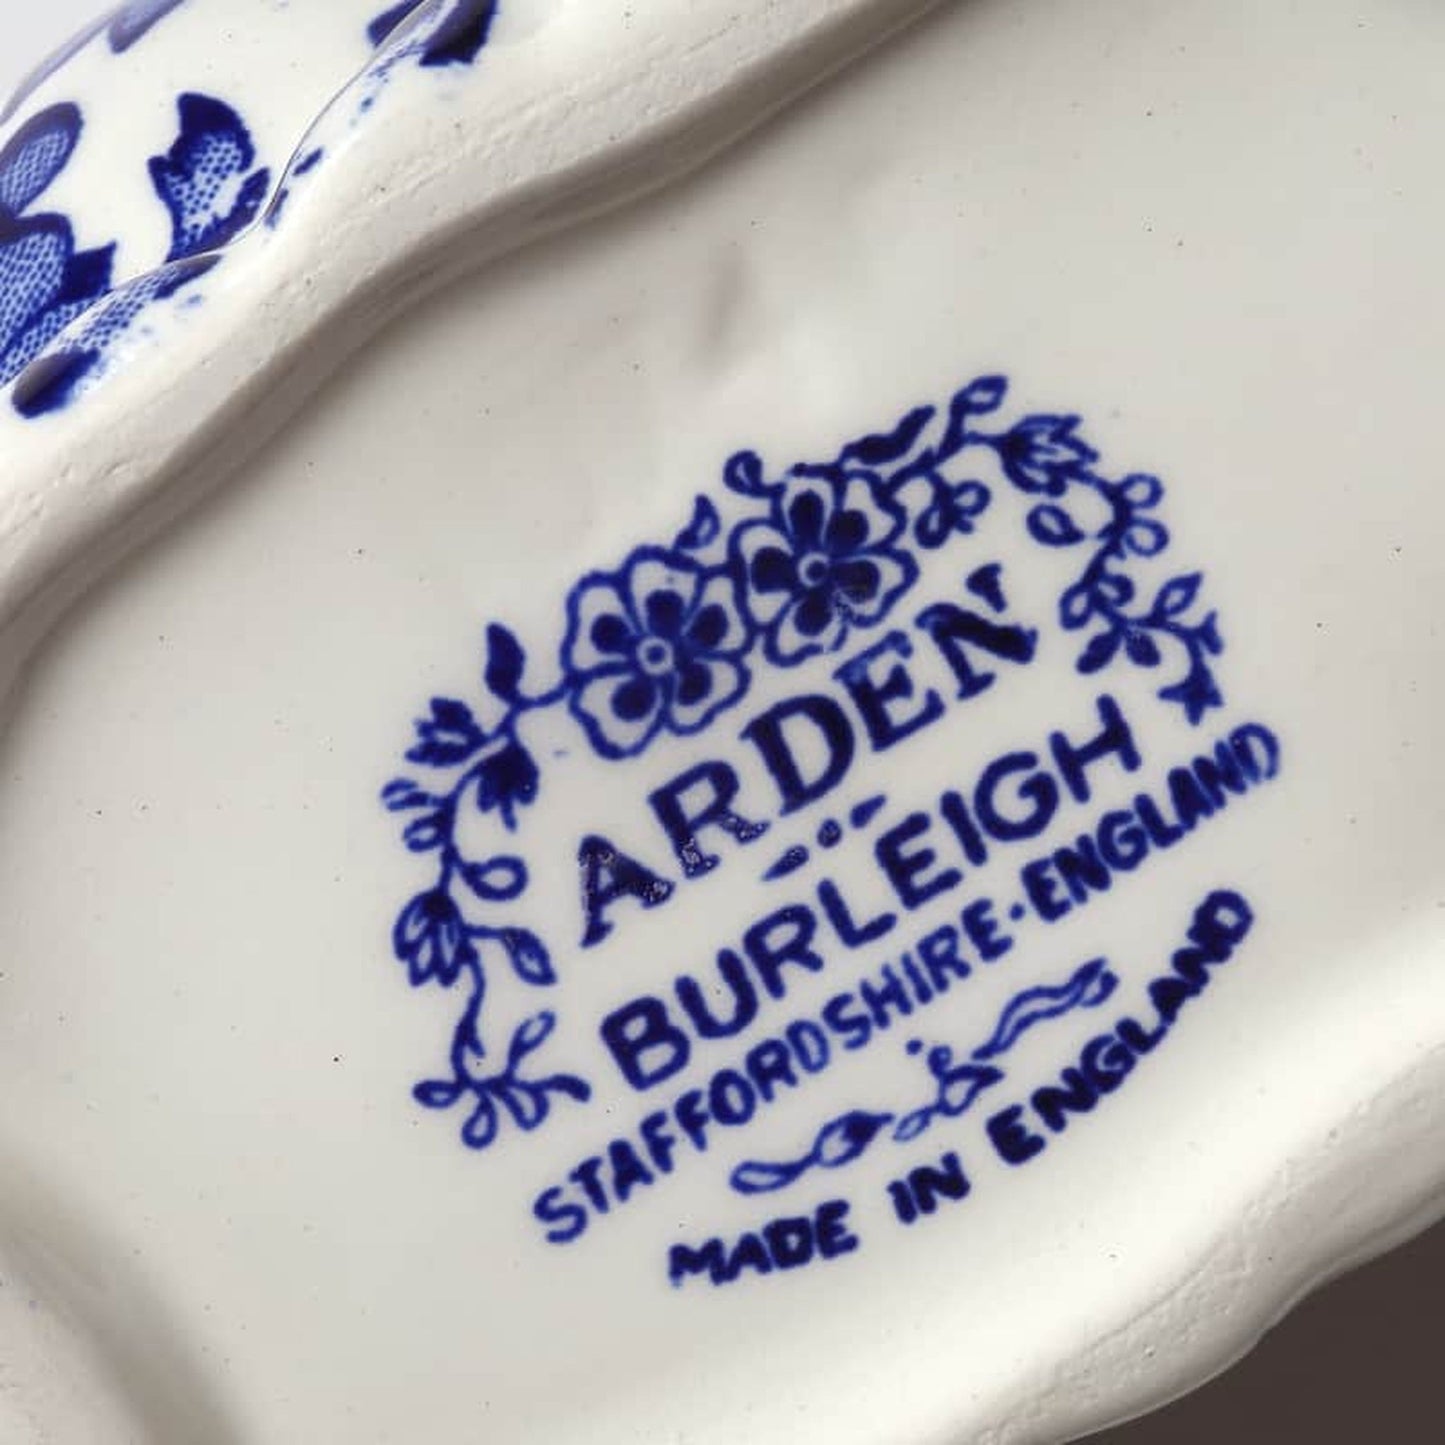 ARDEN
BURLEIGH
STAFFORDSHIRE·ENGLAND
MADE IN ENGLAND